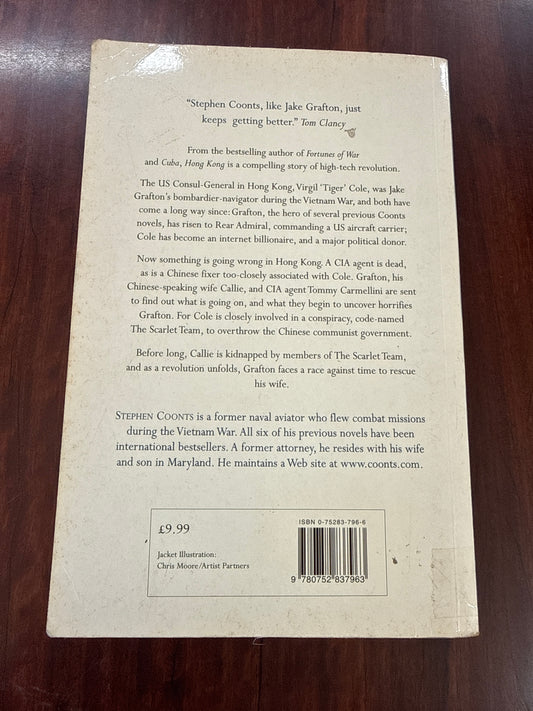 “Stephen Coonts, like Jake Grafton, just
keeps getting better.” Tom Clancy
From the bestselling author of Fortunes of War
and Cuba, Hong Kong is a compelling story of high-tech revolution.
The US Consul-General in Hong Kong, Virgil ‘Tiger’ Cole, was Jake
Grafton’s bombardier-navigator during the Vietnam War, and both have
come a long way since: Grafton, the hero of several previous Coonts
novels, has risen to Rear Admiral, commanding a US aircraft carrier;
Cole has become an internet billionaire, and a major political donor.
Now something is going wrong in Hong Kong. A CIA agent is dead,
as is a Chinese fixer too-closely associated with Cole. Grafton, his
Chinese-speaking wife Callie, and CIA agent Tommy Carmellini are sent
to find out what is going on, and what they begin to uncover horrifies
Grafton. For Cole is closely involved in a conspiracy, code-named
The Scarlet Team, to overthrow the Chinese communist government.
Before long, Callie is kidnapped by members of The Scarlet Team,
and as a revolution unfolds, Grafton faces a race against time to rescue
his wife.
STEPHEN COONTS is a former naval aviator who flew combat missions
during the Vietnam War. All six of his previous novels have been
international bestsellers. A former attorney, he resides with his wife
and son in Maryland. He maintains a Web site at www.coonts.com.
£9.99
Jacket Illustration:
Chris Moore/Artist Partners
ISBN 0-75283-796-6
9 780752 837963